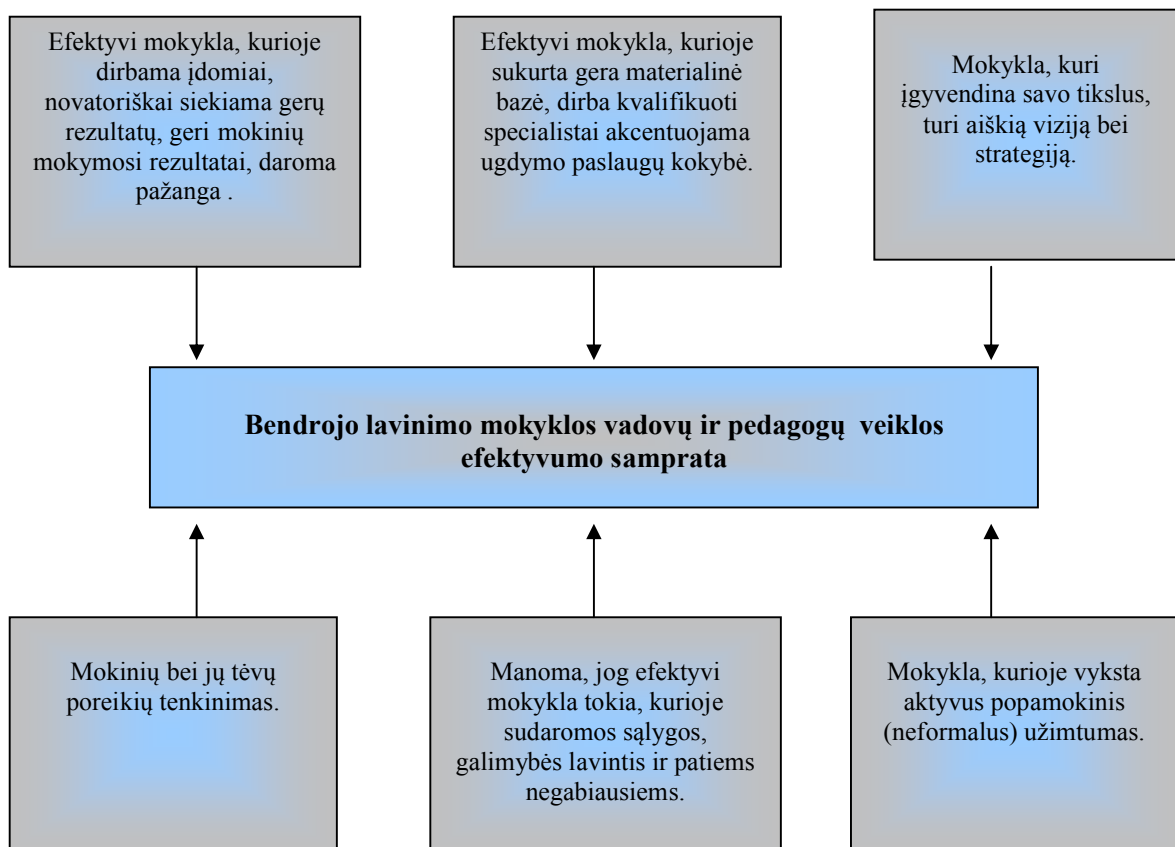 Efektyvi mokykla, kurioje
dirbama įdomiai,
novatoriškai siekiama gerų
rezultatų, geri mokinių
mokymosi rezultatai, daroma
pažanga .
Efektyvi mokykla, kurioje
sukurta gera materialinė
bazė, dirba kvalifikuoti
specialistai akcentuojama
ugdymo paslaugų kokybė.
Mokykla, kuri
įgyvendina savo tikslus,
turi aiškią viziją bei
strategiją.
Bendrojo lavinimo mokyklos vadovų ir pedagogų veiklos
efektyvumo samprata
Mokinių bei jų tėvų
poreikių tenkinimas.
Manoma, jog efektyvi
mokykla tokia, kurioje
sudaromos sąlygos,
galimybės lavintis ir patiems
negabiausiems.
Mokykla, kurioje vyksta
aktyvus popamokinis
(neformalus) užimtumas.